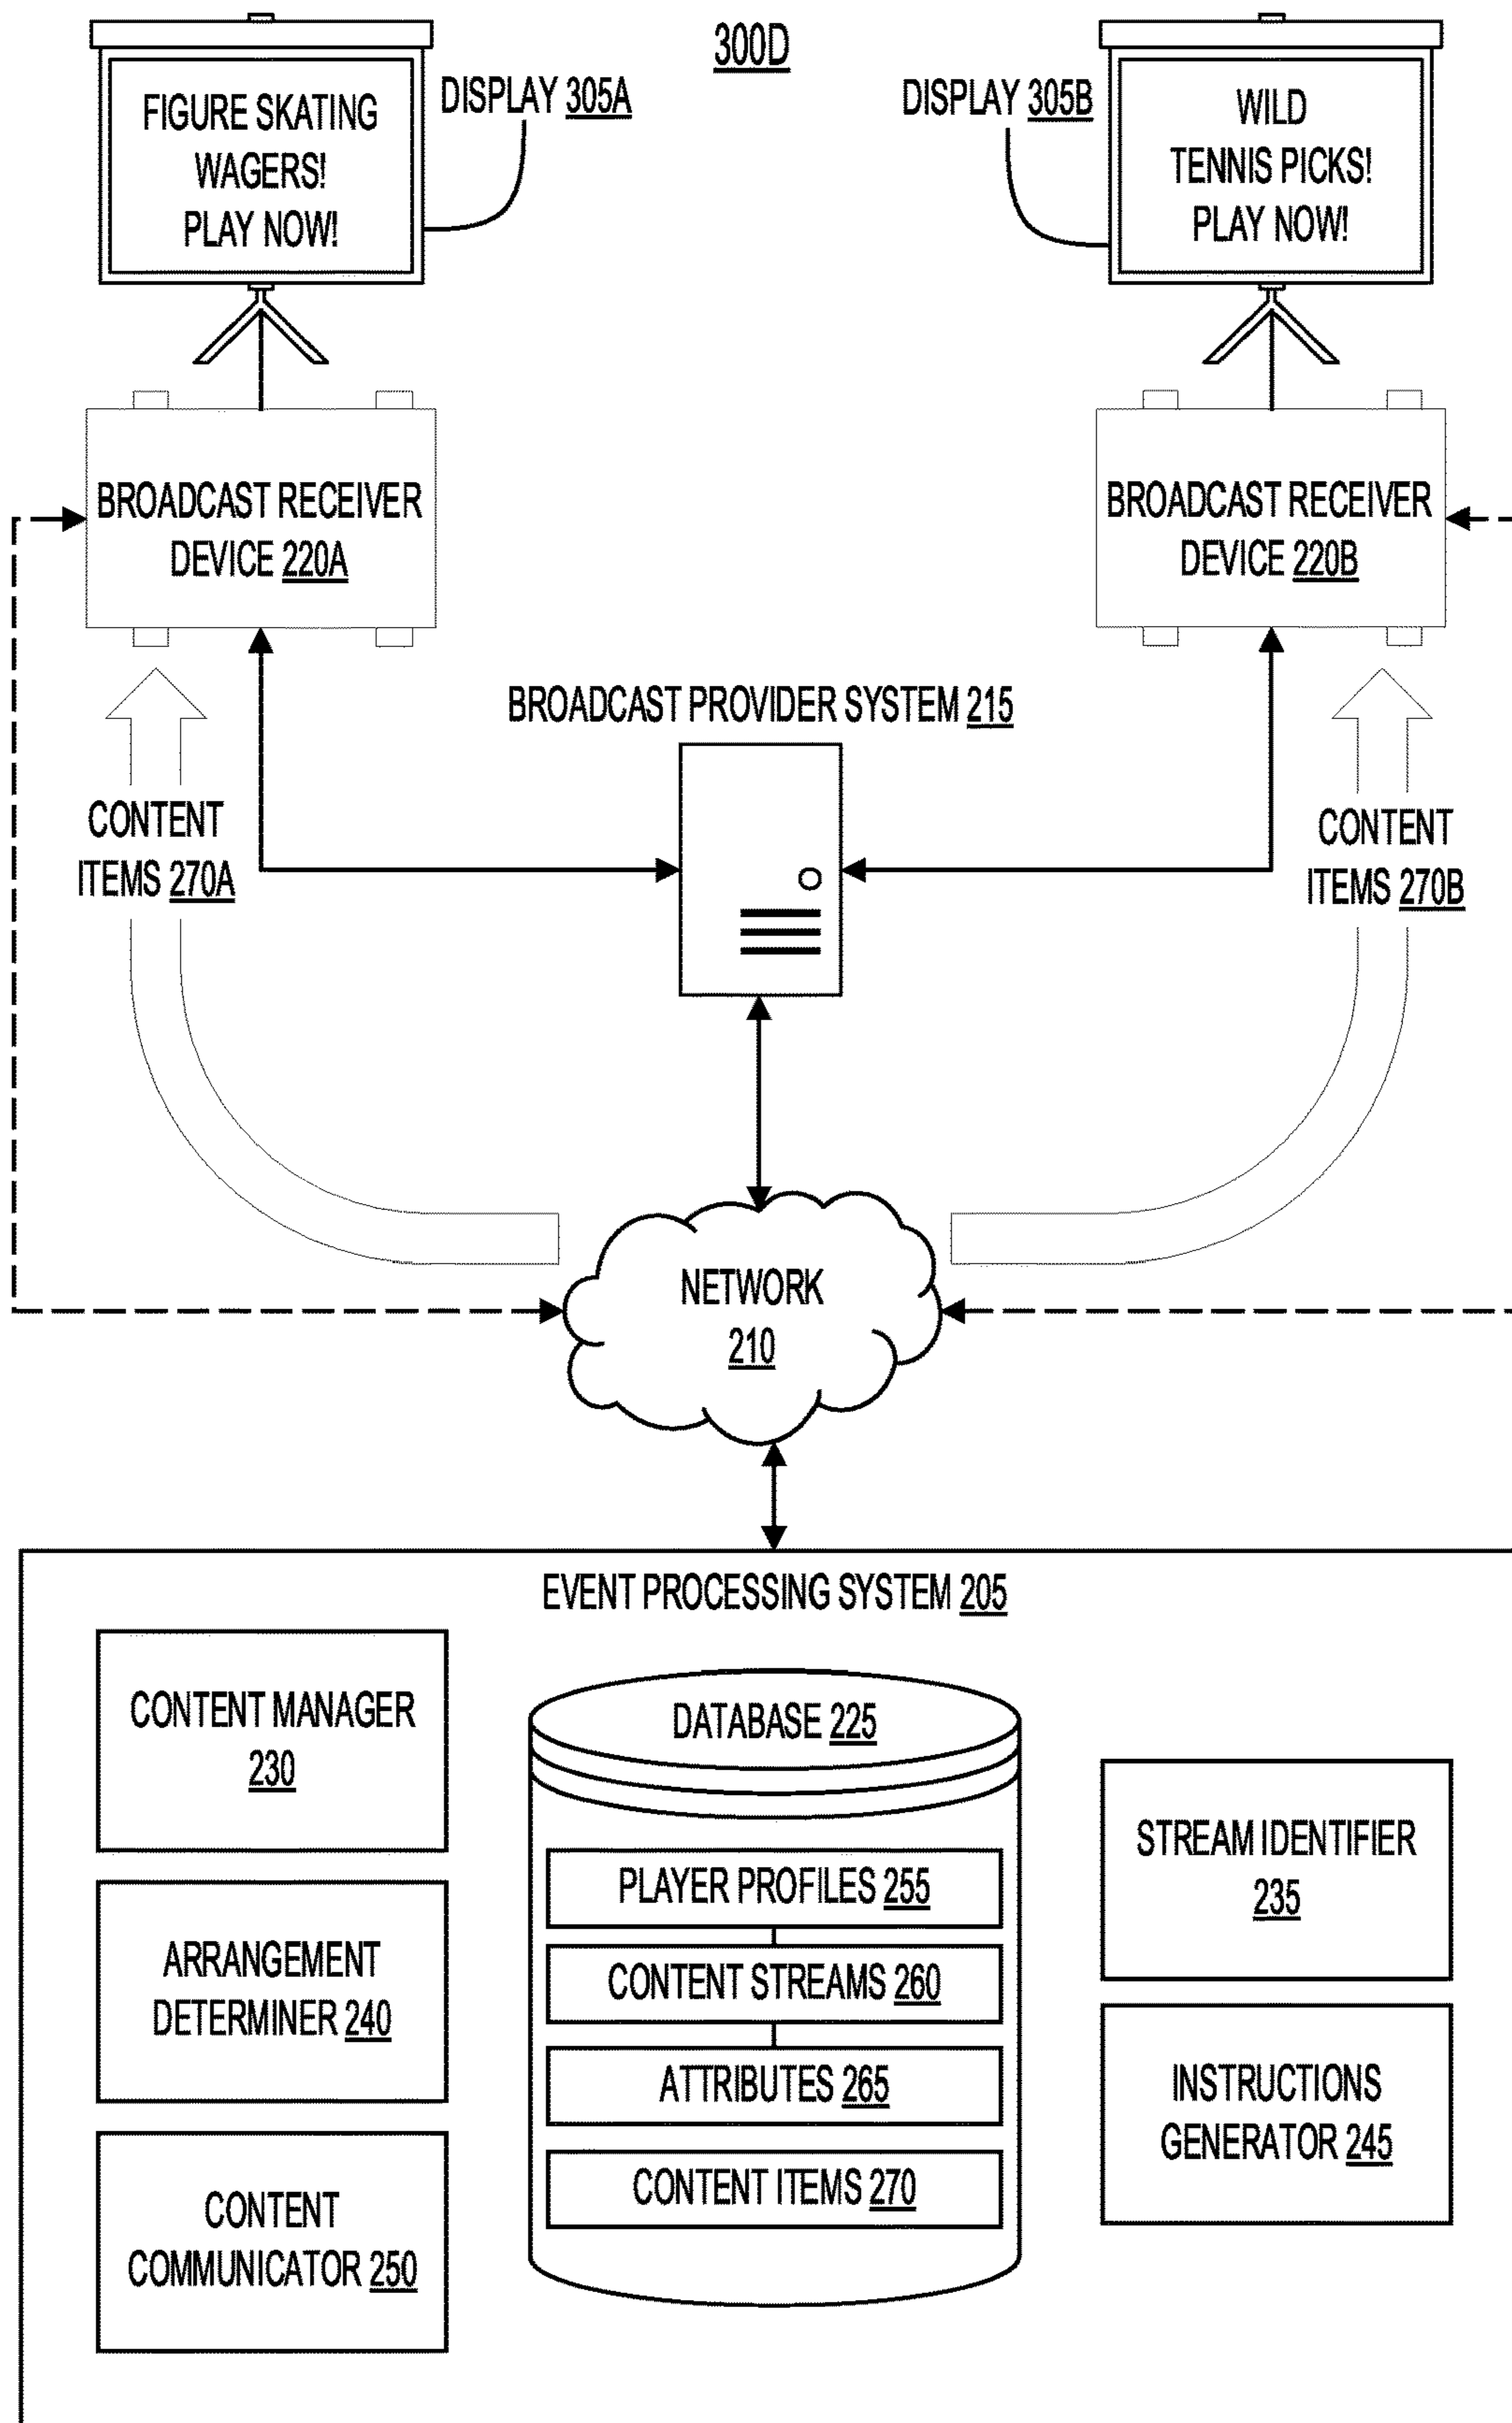 300D
FIGURE SKATING
WAGERS!
PLAY NOW!
DISPLAY 305A
DISPLAY 305B
WILD
TENNIS PICKS!
PLAY NOW!
BROADCAST RECEIVER
DEVICE 220A
BROADCAST RECEIVER
DEVICE 220B
BROADCAST PROVIDER SYSTEM 215
CONTENT
ITEMS 270A
CONTENT
ITEMS 270B
NETWORK
210
EVENT PROCESSING SYSTEM 205
CONTENT MANAGER
230
ARRANGEMENT
DETERMINER 240
CONTENT
COMMUNICATOR 250
DATABASE 225
PLAYER PROFILES 255
CONTENT STREAMS 260
ATTRIBUTES 265
CONTENT ITEMS 270
STREAM IDENTIFIER
235
INSTRUCTIONS
GENERATOR 245